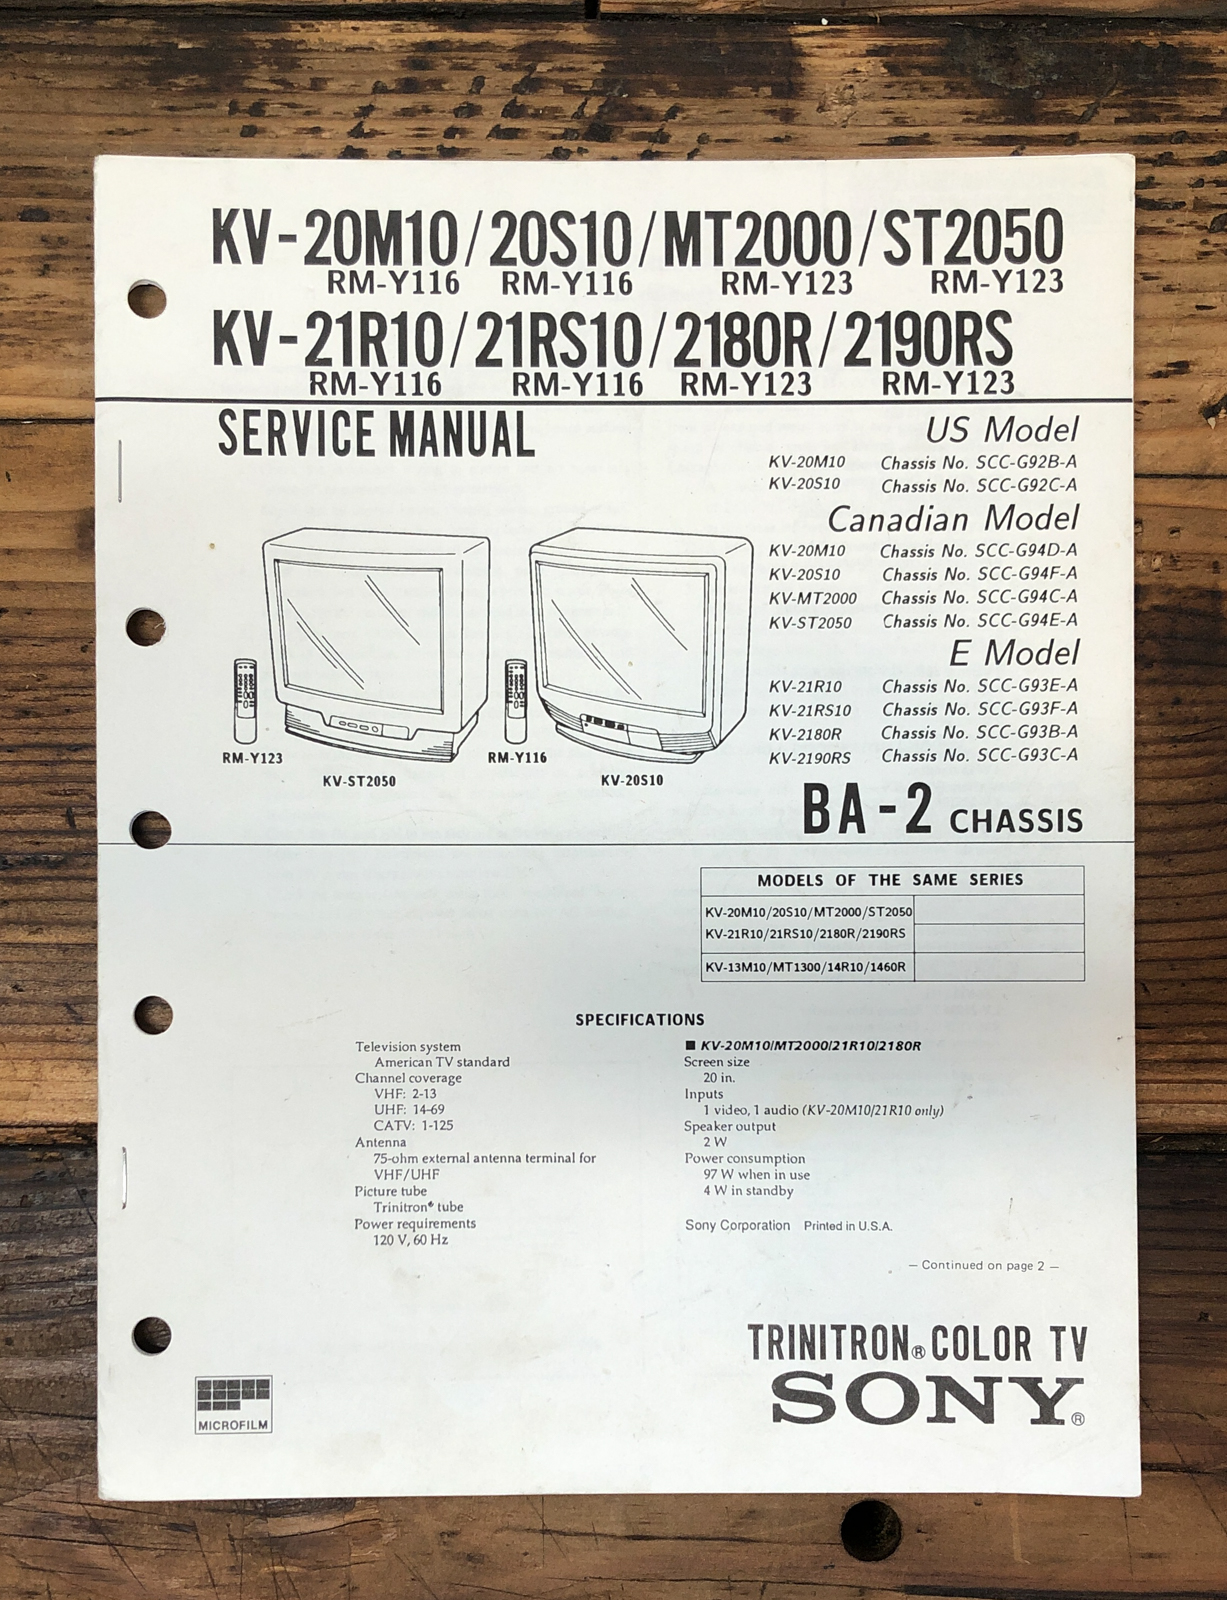 KV-20M10/20S10/MT2000/ST2050
RM-Y116 RM-Y116 RM-Y123 RM-Y123
KV-21R10/21RS10/2180R/2190RS
RM-Y116 RM-Y116 RM-Y123 RM-Y123
SERVICE MANUAL
US Model
KV-20M10 Chassis No. SCC-G92B-A
KV-20S10 Chassis No. SCC-G92C-A
Canadian Model
KV-20M10 Chassis No. SCC-G94D-A
KV-20S10 Chassis No. SCC-G94F-A
KV-MT2000 Chassis No. SCC-G94C-A
KV-ST2050 Chassis No. SCC-G94E-A
E Model
KV-21R10 Chassis No. SCC-G93E-A
KV-21RS10 Chassis No. SCC-G93F-A
KV-2180R Chassis No. SCC-G93B-A
KV-2190RS Chassis No. SCC-G93C-A
RM-Y123
KV-ST2050
RM-Y116
KV-20S10
BA-2 CHASSIS
MODELS OF THE SAME SERIES
KV-20M10/20S10/MT2000/ST2050
KV-21R10/21RS10/2180R/2190RS
KV-13M10/MT1300/14R10/1460R
SPECIFICATIONS
Television system
American TV standard
Channel coverage
VHF: 2-13
UHF: 14-69
CATV: 1-125
Antenna
75-ohm external antenna terminal for
VHF/UHF
Picture tube
Trinitron® tube
Power requirements
120 V, 60 Hz
■ KV-20M10/MT2000/21R10/2180R
Screen size
20 in.
Inputs
1 video, 1 audio (KV-20M10/21R10 only)
Speaker output
2 W
Power consumption
97 W when in use
4 W in standby
Sony Corporation Printed in U.S.A.
— Continued on page 2 —
TRINITRON® COLOR TV
SONY®
MICROFILM